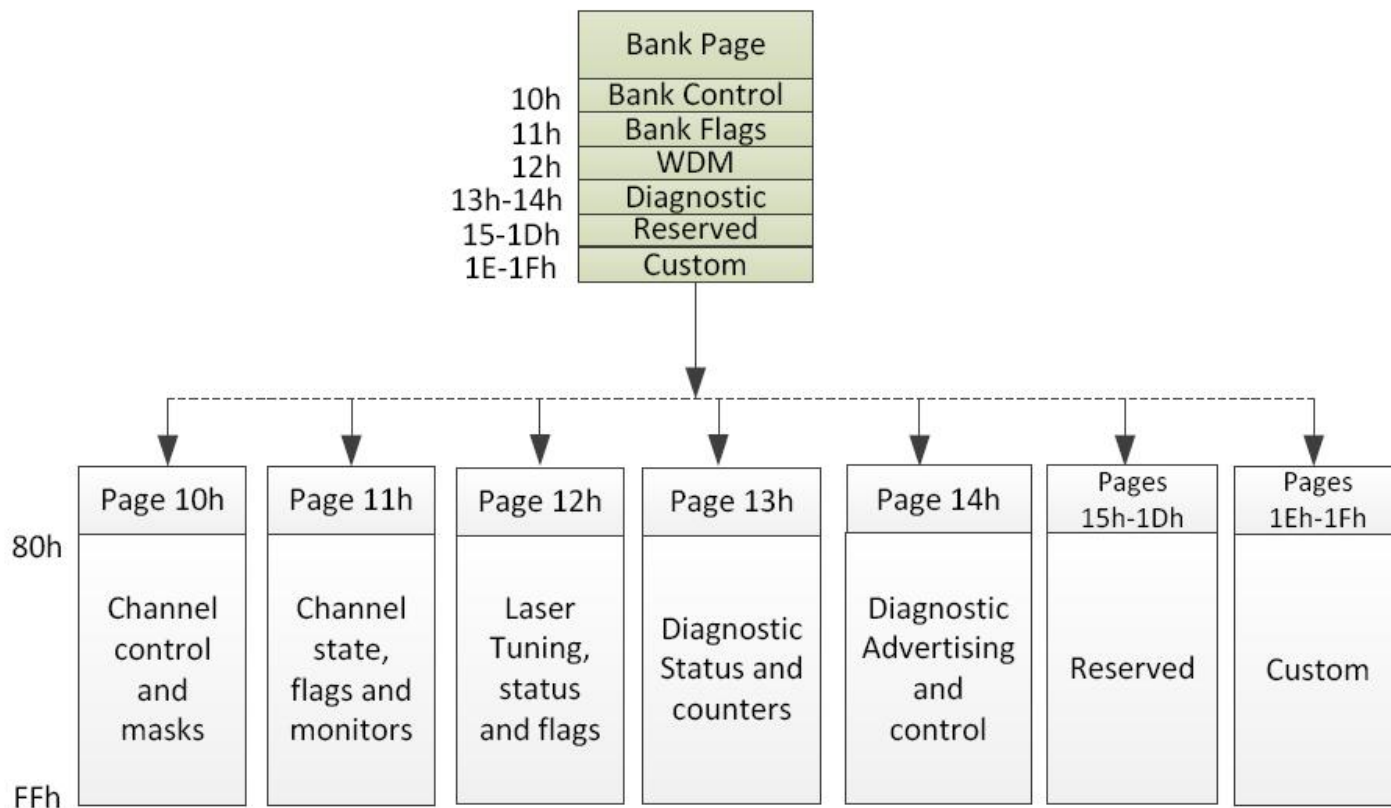 Bank Page
10h Bank Control
11h Bank Flags
12h WDM
13h-14h Diagnostic
15-1Dh Reserved
1E-1Fh Custom
Page 10h
Page 11h
Page 12h
Page 13h
Page 14h
Pages
15h-1Dh
Pages
1Eh-1Fh
80h
Channel
control
and
masks
Channel
state,
flags and
monitors
Laser
Tuning,
status
and flags
Diagnostic
Status and
counters
Diagnostic
Advertising
and
control
Reserved
Custom
FFh